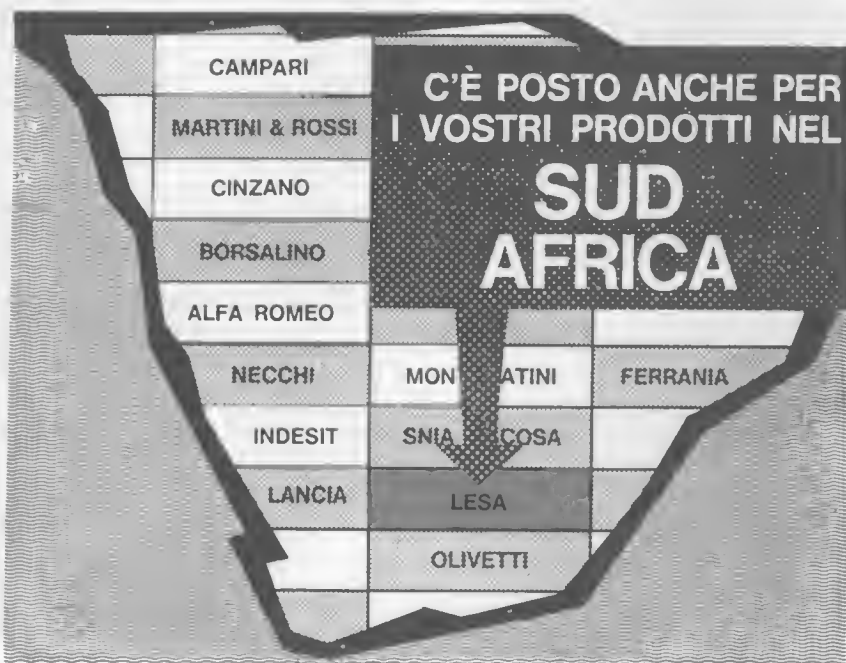 CAMPARI
MARTINI & ROSSI
CINZANO
BORSALINO
ALFA ROMEO
NECCHI
INDESIT
LANCIA
C'È POSTO ANCHE PER
I VOSTRI PRODOTTI NEL
SUD
AFRICA
MON ATINI
SNIA COSA
LESA
OLIVETTI
FERRANIA